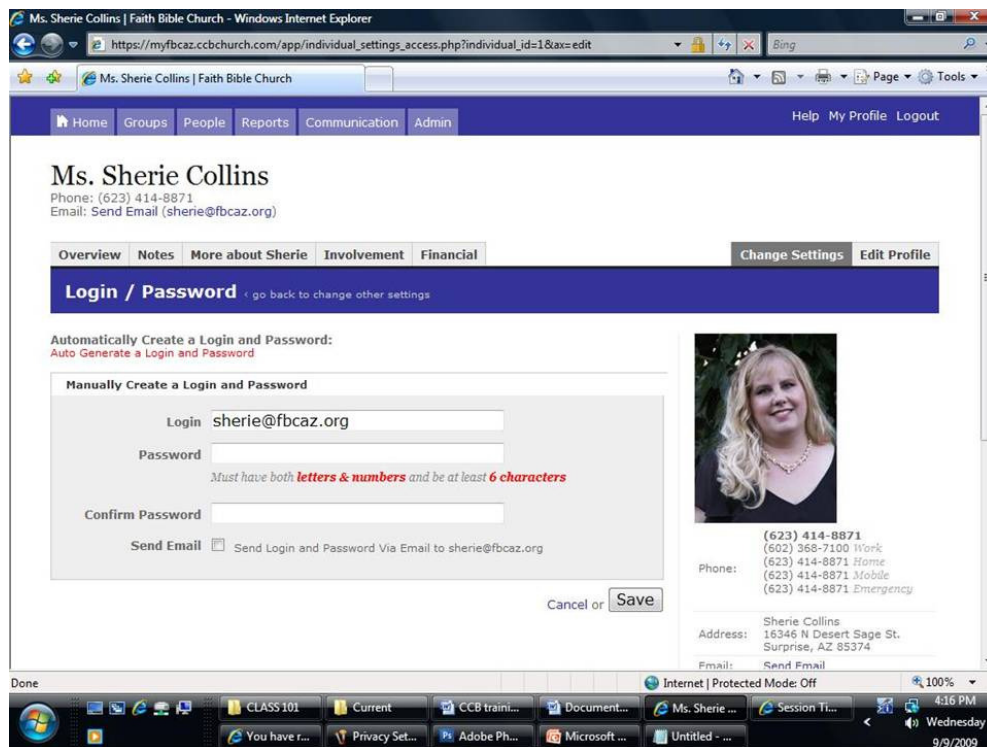 Ms. Sherie Collins | Faith Bible Church - Windows Internet Explorer
https://myfbcaz.ccbchurch.com/app/individual_settings_access.php?individual_id=1&ax=edit
Bing
Ms. Sherie Collins | Faith Bible Church
Page Tools
Home Groups People Reports Communication Admin
Help My Profile Logout
Ms. Sherie Collins
Phone: (623) 414-8871
Email: Send Email (sherie@fbcaz.org)
Overview Notes More about Sherie Involvement Financial
Change Settings Edit Profile
Login / Password ‹ go back to change other settings
Automatically Create a Login and Password:
Auto Generate a Login and Password
Manually Create a Login and Password
Login sherie@fbcaz.org
Password
Must have both letters & numbers and be at least 6 characters
Confirm Password
Send Email Send Login and Password Via Email to sherie@fbcaz.org
Cancel or Save
Phone:
(623) 414-8871
(602) 368-7100 Work
(623) 414-8871 Home
(623) 414-8871 Mobile
(623) 414-8871 Emergency
Address:
Sherie Collins
16346 N Desert Sage St.
Surprise, AZ 85374
Email: Send Email
Done
Internet | Protected Mode: Off
100%
CLASS 101
Current
CCB traini...
Document...
Ms. Sherie ...
Session Ti...
4:16 PM
You have r...
Privacy Set...
Adobe Ph...
Microsoft ...
Untitled - ...
Wednesday
9/9/2009